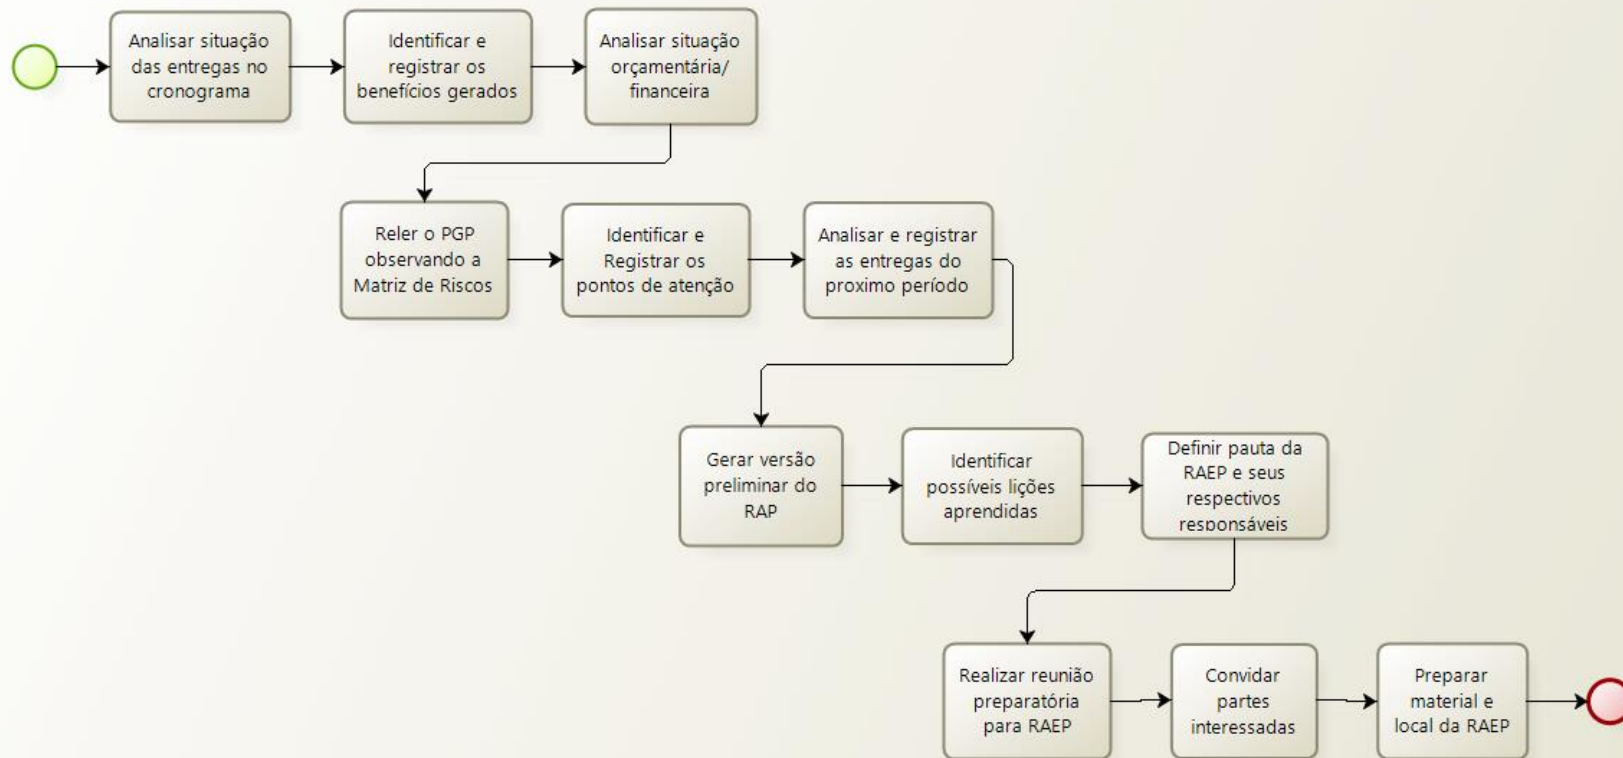 Analisar situação
das entregas no
cronograma
Identificar e
registrar os
benefícios gerados
Analisar situação
orçamentária/
financeira
Reler o PGP
observando a
Matriz de Riscos
Identificar e
Registrar os
pontos de atenção
Analisar e registrar
as entregas do
proximo período
Gerar versão
preliminar do
RAP
Identificar
possíveis lições
aprendidas
Definir pauta da
RAEP e seus
respectivos
responsáveis
Realizar reunião
preparatória
para RAEP
Convidar
partes
interessadas
Preparar
material e
local da RAEP